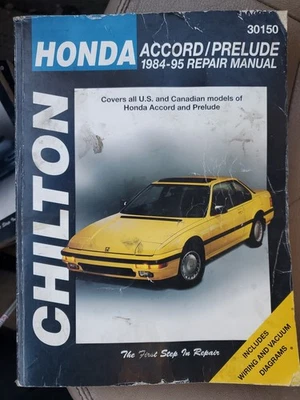 30150
HONDA ACCORD/PRELUDE
1984-95 REPAIR MANUAL
Covers all U.S. and Canadian models of
Honda Accord and Prelude
CHILTON
The First Step In Repair
INCLUDES
WIRING AND VACUUM
DIAGRAMS